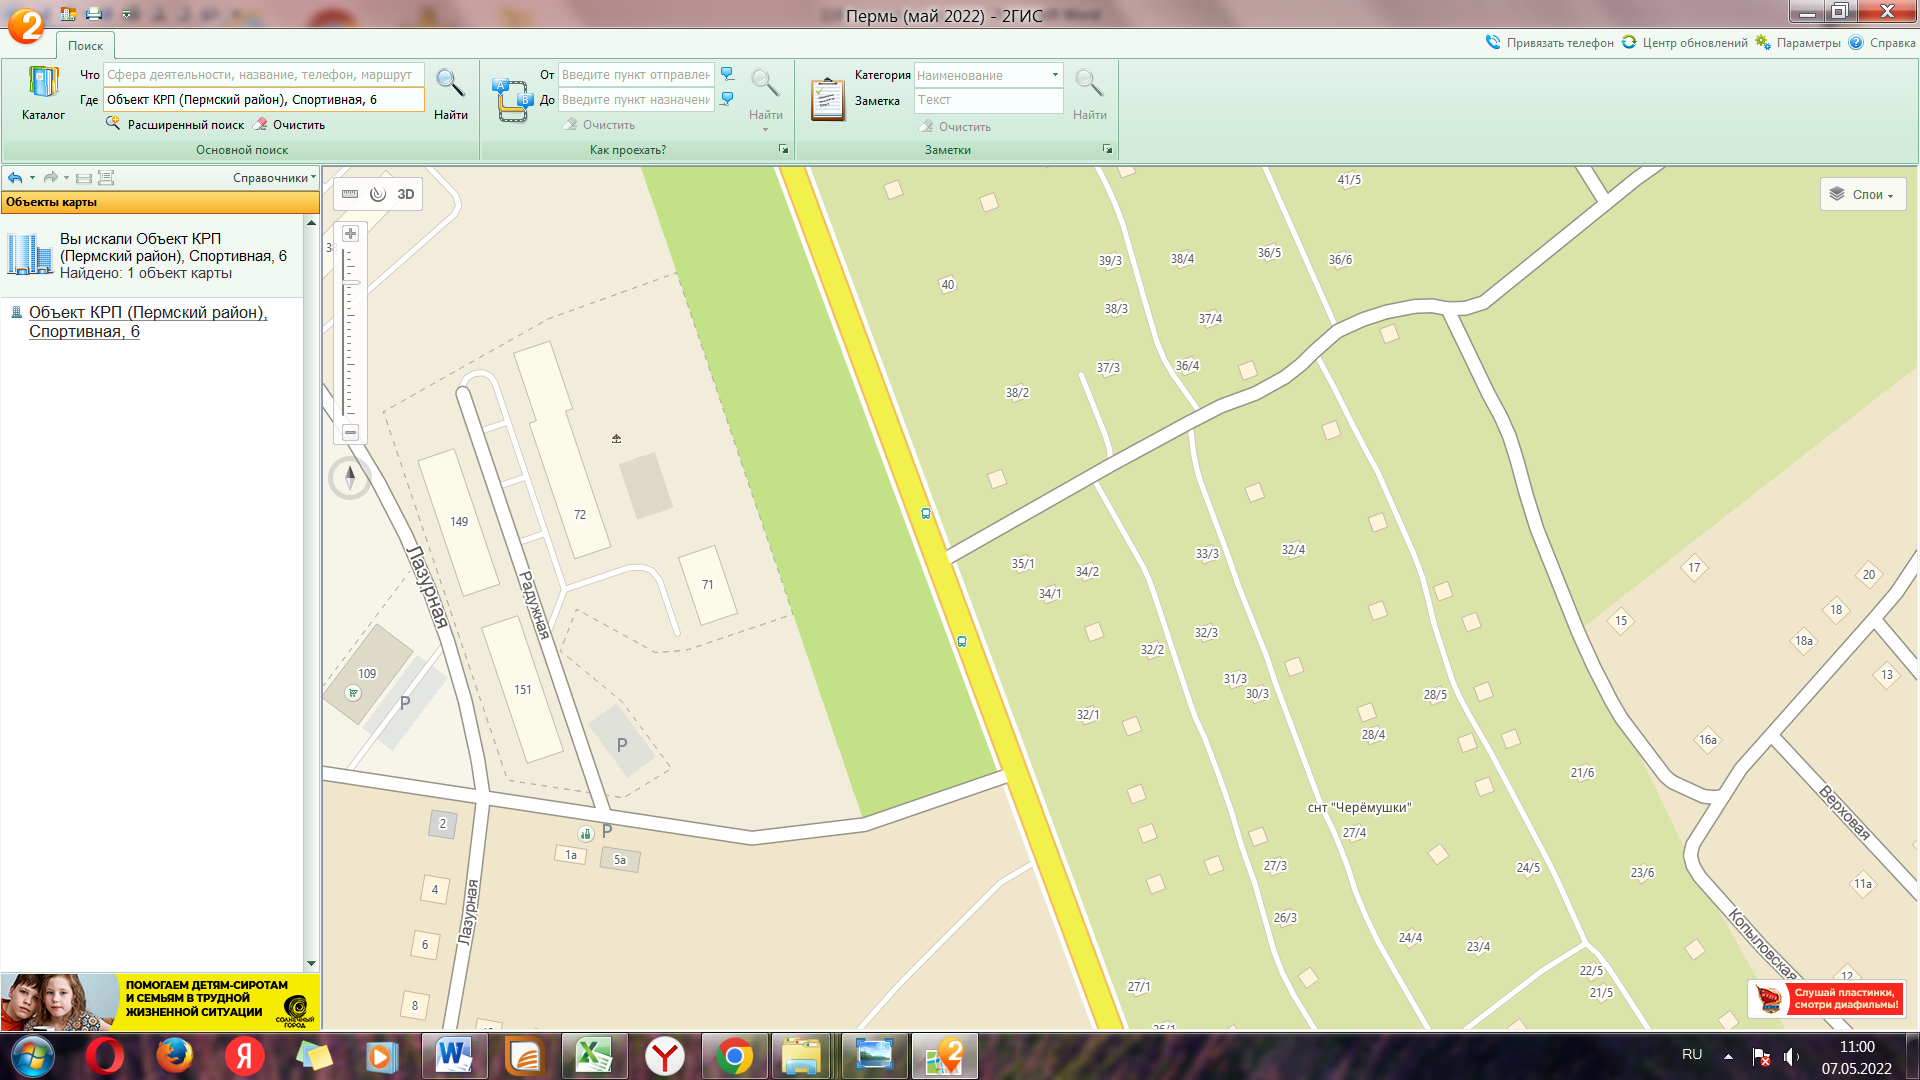 Пермь (май 2022) - 2ГИС
Поиск
Привязать телефон
Центр обновлений
Параметры
Справка
Каталог
Что
Сфера деятельности, название, телефон, маршрут
Где
Объект КРП (Пермский район), Спортивная, 6
Расширенный поиск
Очистить
Найти
Основной поиск
От
Введите пункт отправлен
До
Введите пункт назначени
Очистить
Найти
Как проехать?
Категория
Наименование
Заметка
Текст
Очистить
Найти
Заметки
Справочники
Объекты карты
Вы искали Объект КРП
(Пермский район), Спортивная, 6
Найдено: 1 объект карты
Объект КРП (Пермский район),
Спортивная, 6
3D
Слои
41/5
39/3
38/4
36/5
36/6
40
38/3
37/4
37/3
36/4
38/2
149
72
71
35/1
34/2
34/1
33/3
32/4
17
20
18
15
18а
13
Лазурная
Радужная
109
P
151
P
32/3
32/2
31/3
30/3
28/5
32/1
28/4
16а
21/6
снт "Черёмушки"
27/4
Верховая
2
P
1а
5а
4
6
8
Лазурная
27/3
24/5
23/6
11а
26/3
24/4
23/4
Копыловская
22/5
21/5
12
27/1
26/1
ПОМОГАЕМ ДЕТЯМ-СИРОТАМ
И СЕМЬЯМ В ТРУДНОЙ
ЖИЗНЕННОЙ СИТУАЦИИ
СОЛНЕЧНЫЙ
ГОРОД
Слушай пластинки,
смотри диафильмы!
RU
11:00
07.05.2022